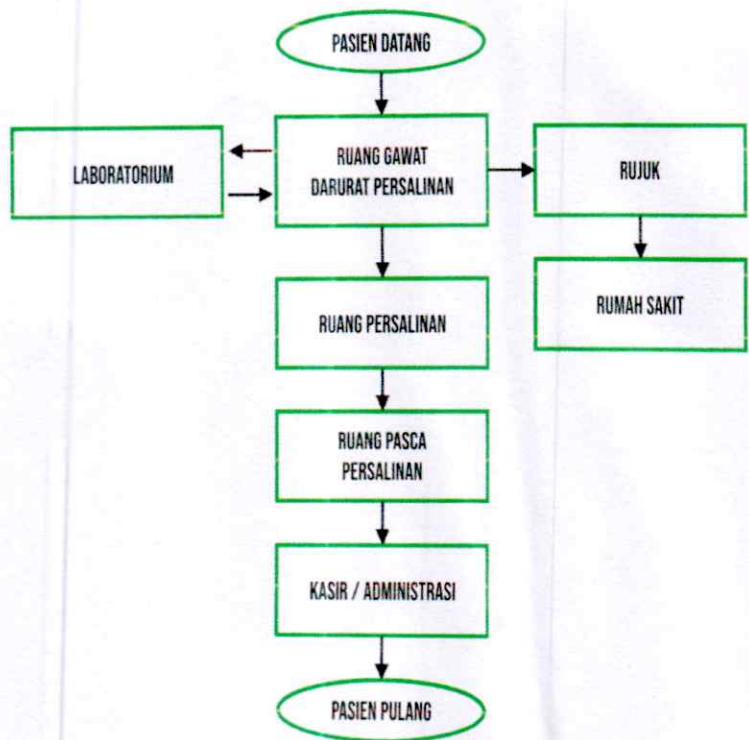 PASIEN DATANG
LABORATORIUM
RUANG GAWAT
DARURAT PERSALINAN
RUJUK
RUMAH SAKIT
RUANG PERSALINAN
RUANG PASCA
PERSALINAN
KASIR / ADMINISTRASI
PASIEN PULANG